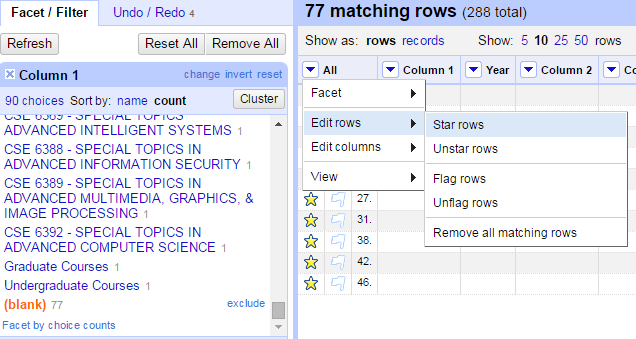 Facet / Filter
Undo / Redo 4
Refresh
Reset All
Remove All
Column 1
change invert reset
90 choices Sort by: name count
Cluster
ADVANCED INTELLIGENT SYSTEMS 1
CSE 6388 - SPECIAL TOPICS IN
ADVANCED INFORMATION SECURITY 1
CSE 6389 - SPECIAL TOPICS IN
ADVANCED MULTIMEDIA, GRAPHICS, &
IMAGE PROCESSING 1
CSE 6392 - SPECIAL TOPICS IN
ADVANCED COMPUTER SCIENCE 1
Graduate Courses 1
Undergraduate Courses 1
(blank) 77
exclude
Facet by choice counts
77 matching rows (288 total)
Show as: rows records
Show: 5 10 25 50 rows
All
Column 1
Year
Column 2
Co
Facet
Edit rows
Edit columns
View
Star rows
Unstar rows
Flag rows
Unflag rows
Remove all matching rows
27.
31.
38.
42.
46.